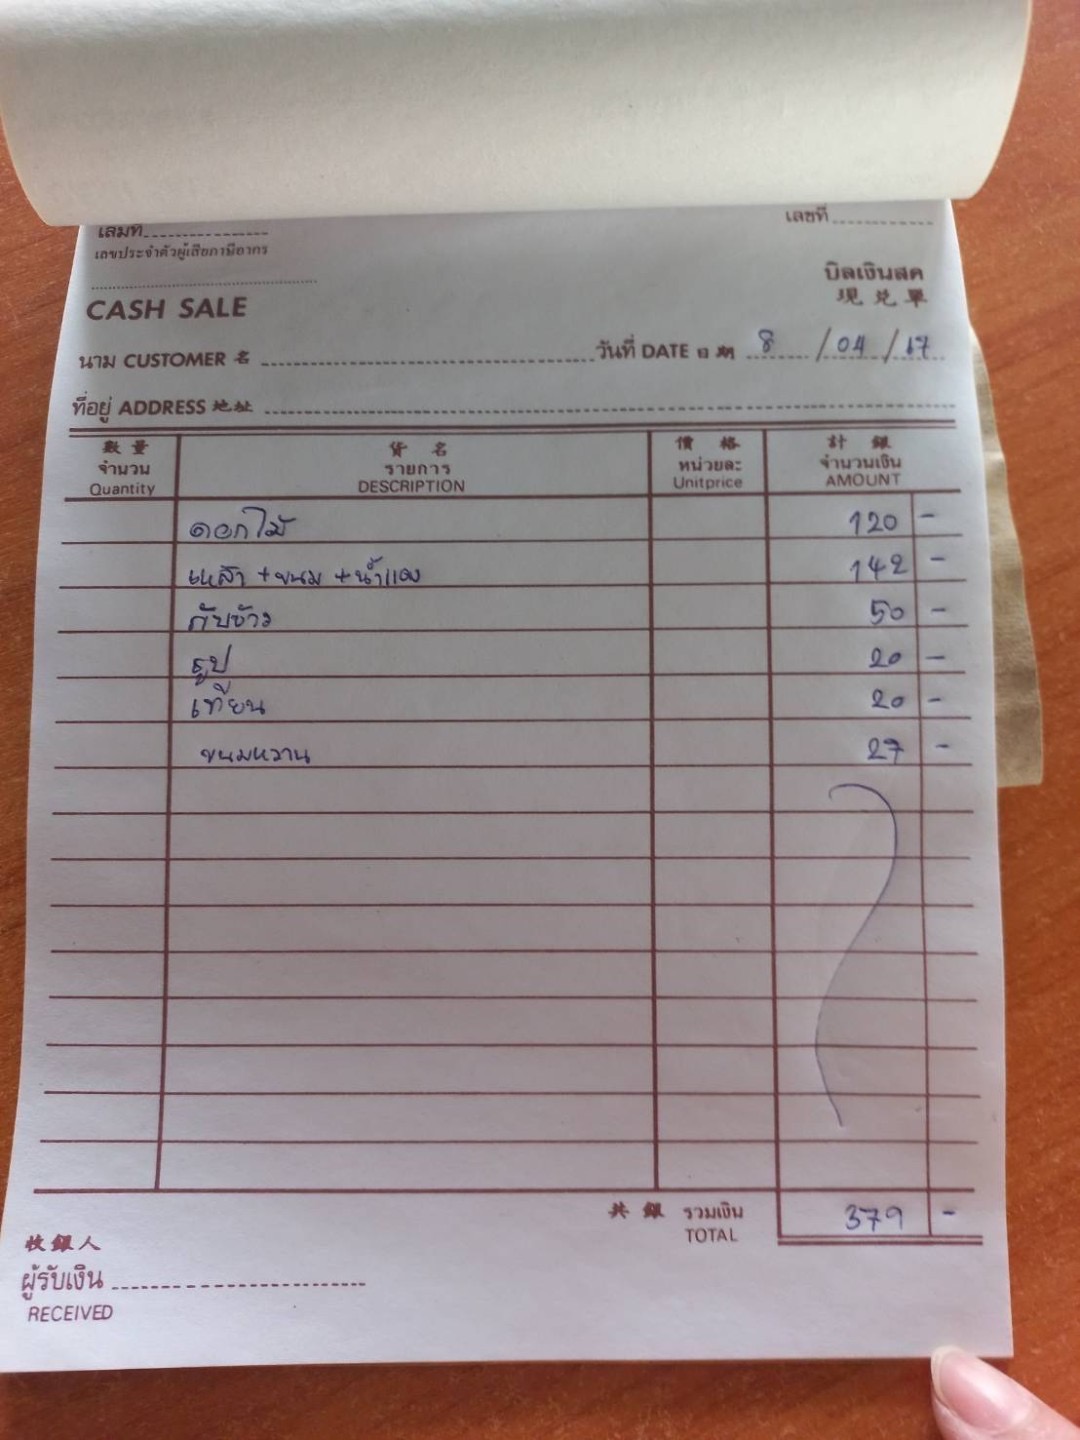 เล่มที่
เลขที่
เลขประจำตัวผู้เสียภาษีอากร
บิลเงินสด
現兌單
CASH SALE
นาม CUSTOMER 名 วันที่ DATE 日期 8 / 04 / 17
ที่อยู่ ADDRESS 地址
數量 貨名 價格 計銀
จำนวน รายการ หน่วยละ จำนวนเงิน
Quantity DESCRIPTION Unitprice AMOUNT
ดอกไม้ 120 -
เหล้า + ขนม + น้ำแดง 142 -
กับข้าว 50 -
ธูป 20 -
เทียน 20 -
ขนมหวาน 27 -
共銀 รวมเงิน 379 -
TOTAL
收銀人
ผู้รับเงิน
RECEIVED